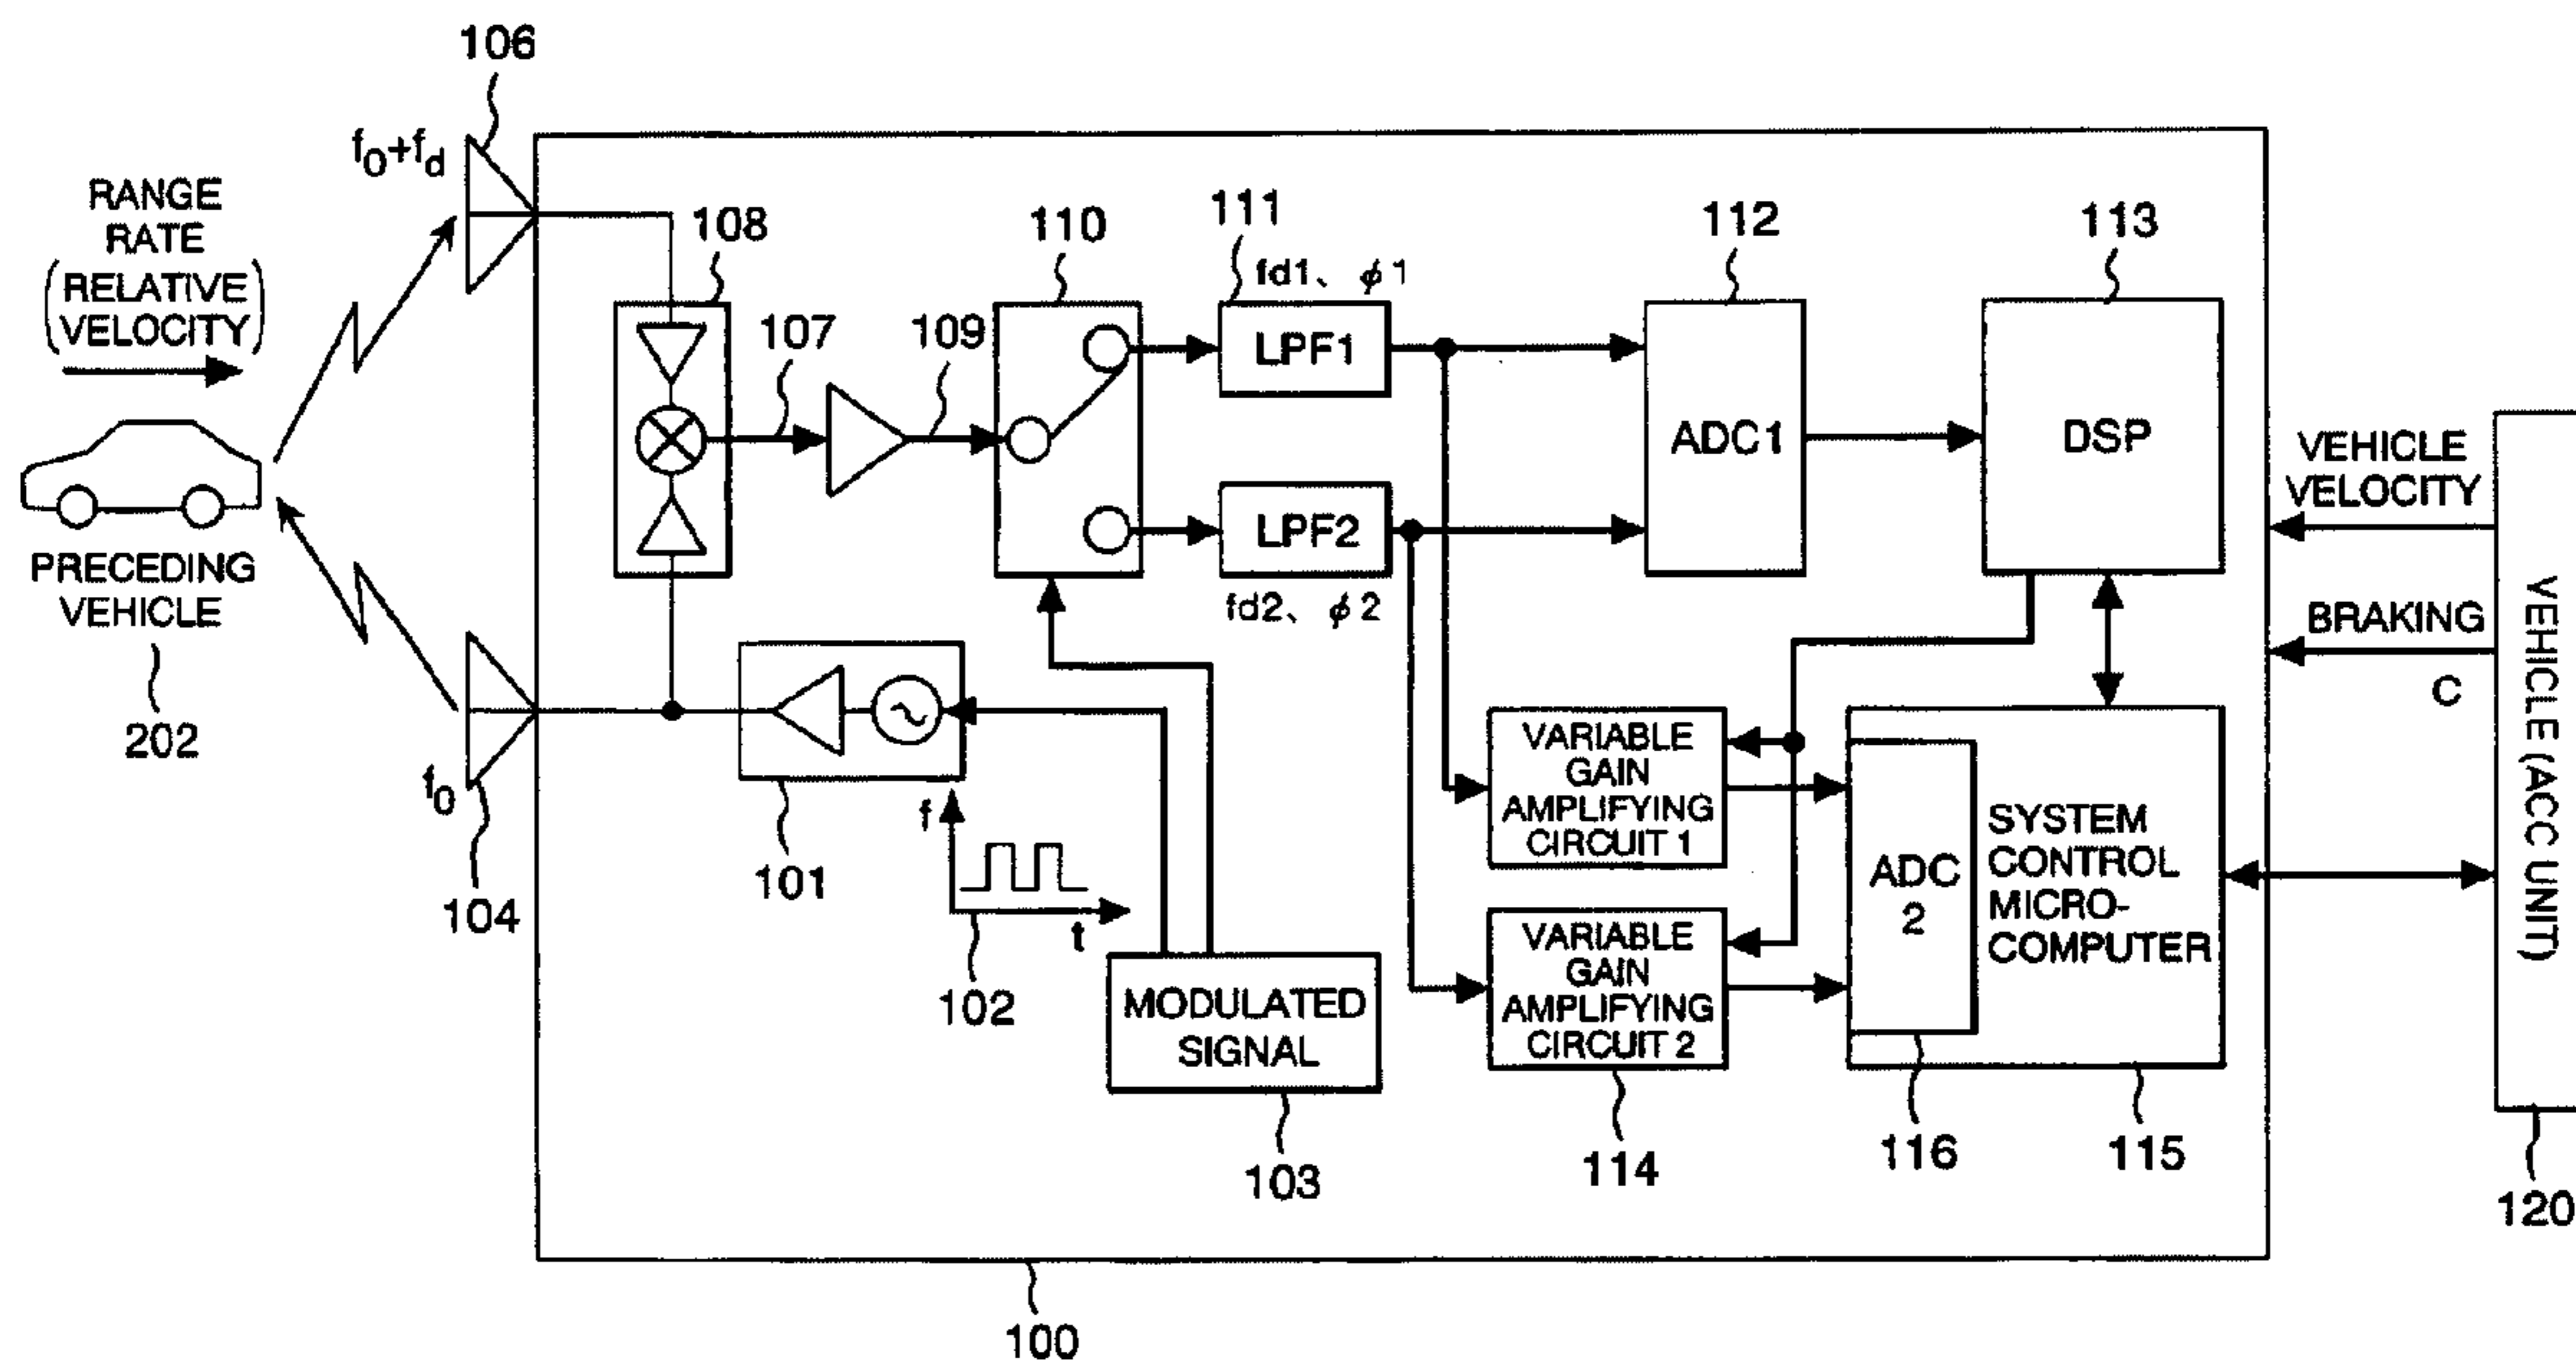 106
f0+fd
RANGE
RATE
(RELATIVE
VELOCITY)
108
107
109
110
111
fd1、φ1
112
113
LPF1
ADC1
DSP
LPF2
fd2、φ2
VEHICLE
VELOCITY
BRAKING
C
VEHICLE (ACC UNIT)
120
PRECEDING
VEHICLE
202
f0
104
101
f
t
102
MODULATED
SIGNAL
103
VARIABLE
GAIN
AMPLIFYING
CIRCUIT 1
VARIABLE
GAIN
AMPLIFYING
CIRCUIT 2
114
ADC
2
SYSTEM
CONTROL
MICRO-
COMPUTER
116
115
100